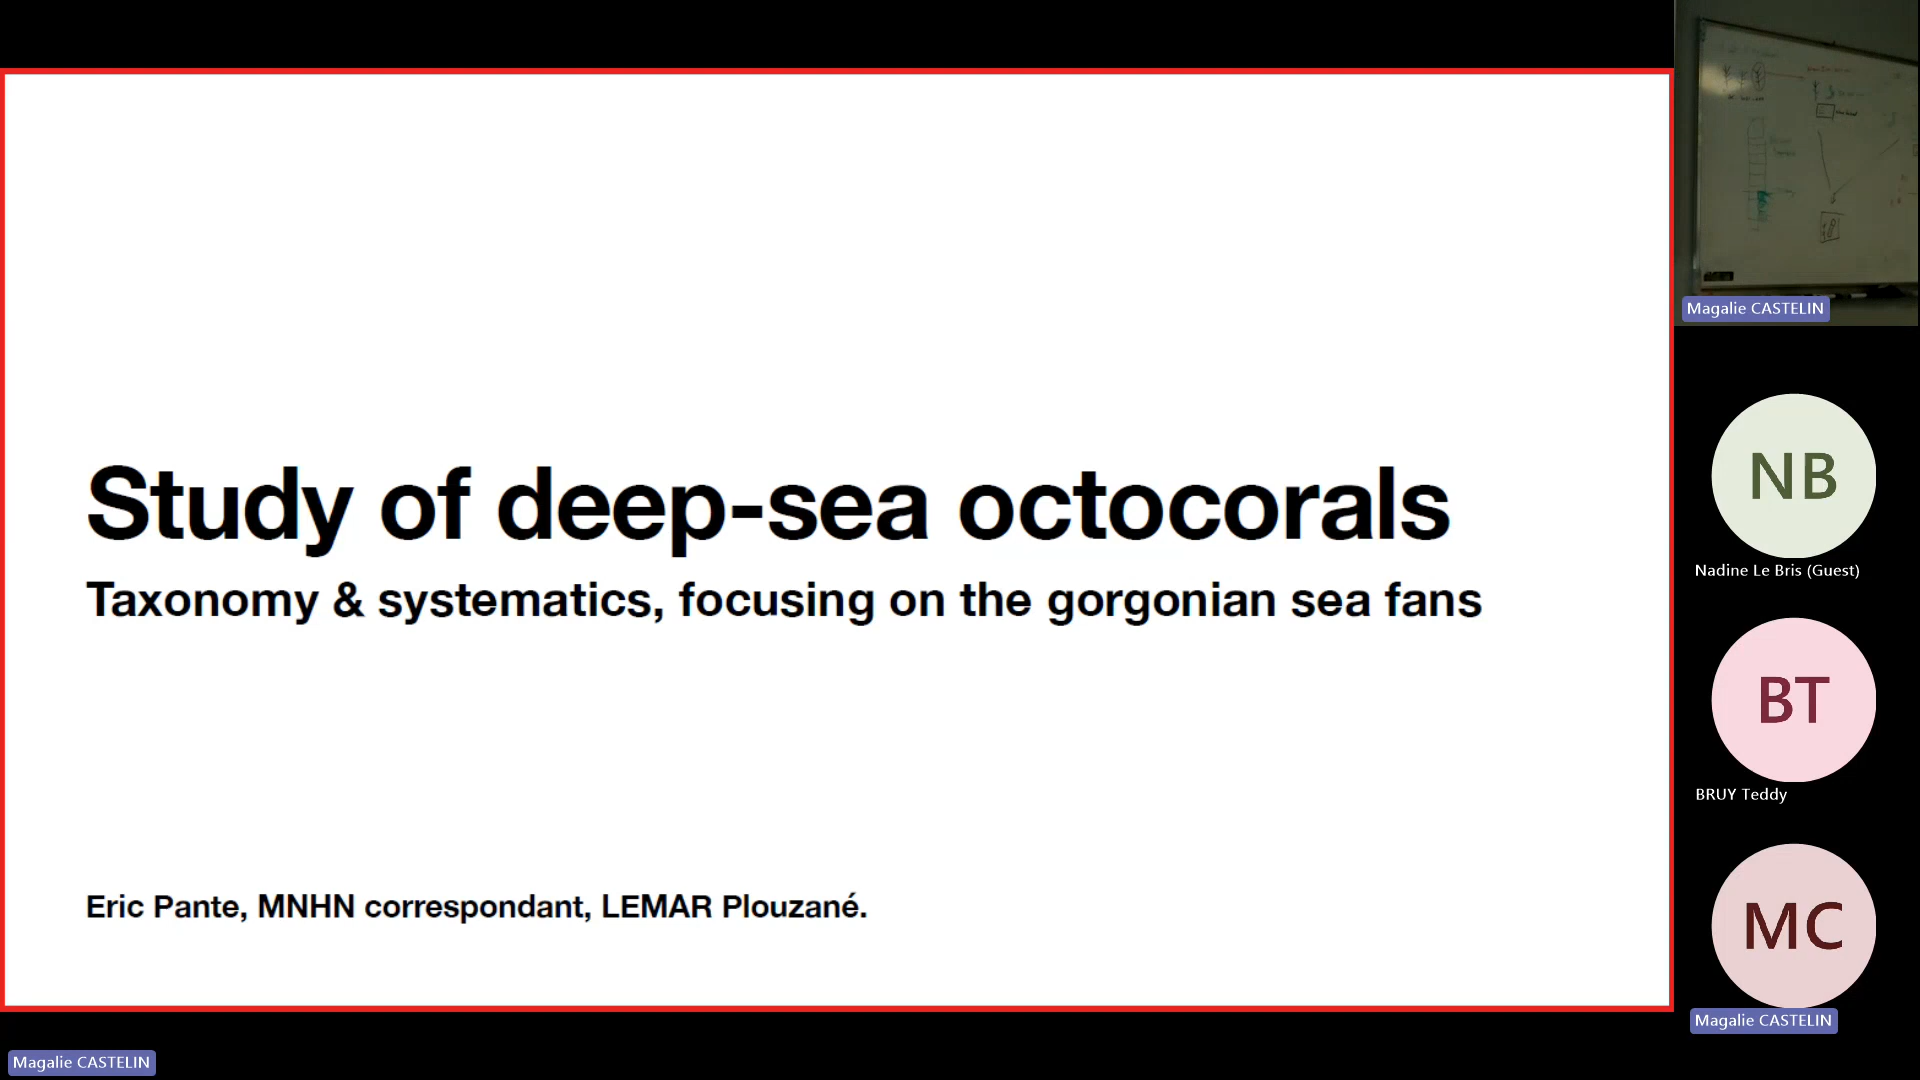 Study of deep-sea octocorals
Taxonomy & systematics, focusing on the gorgonian sea fans
Eric Pante, MNHN correspondant, LEMAR Plouzané.
Magalie CASTELIN
Magalie CASTELIN
NB
Nadine Le Bris (Guest)
BT
BRUY Teddy
MC
Magalie CASTELIN